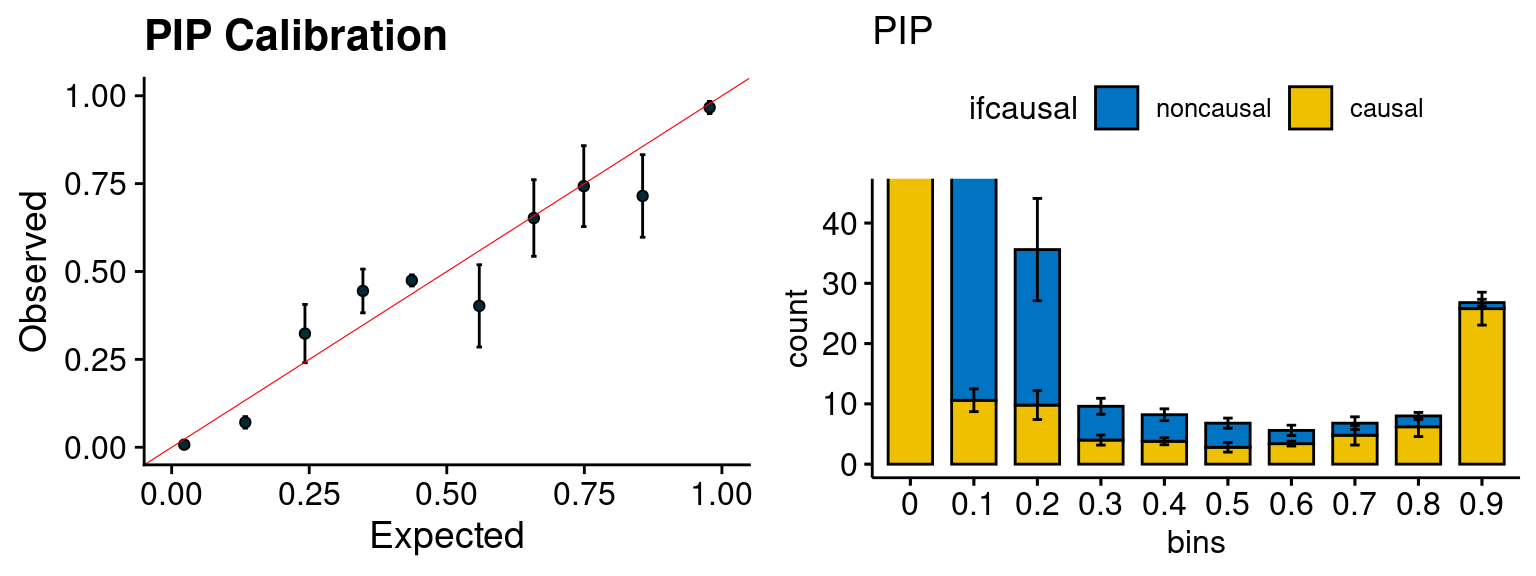 PIP Calibration
1.00
0.75
0.50
0.25
0.00
Observed
0.00 0.25 0.50 0.75 1.00
Expected
PIP
ifcausal noncausal causal
40
30
20
10
0
count
0 0.1 0.2 0.3 0.4 0.5 0.6 0.7 0.8 0.9
bins